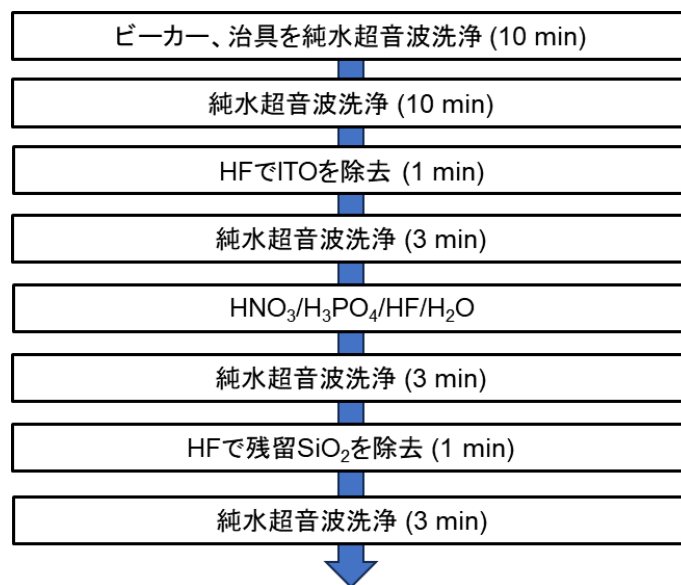 ビーカー、治具を純水超音波洗浄 (10 min)
純水超音波洗浄 (10 min)
HFでITOを除去 (1 min)
純水超音波洗浄 (3 min)
HNO₃/H₃PO₄/HF/H₂O
純水超音波洗浄 (3 min)
HFで残留SiO₂を除去 (1 min)
純水超音波洗浄 (3 min)